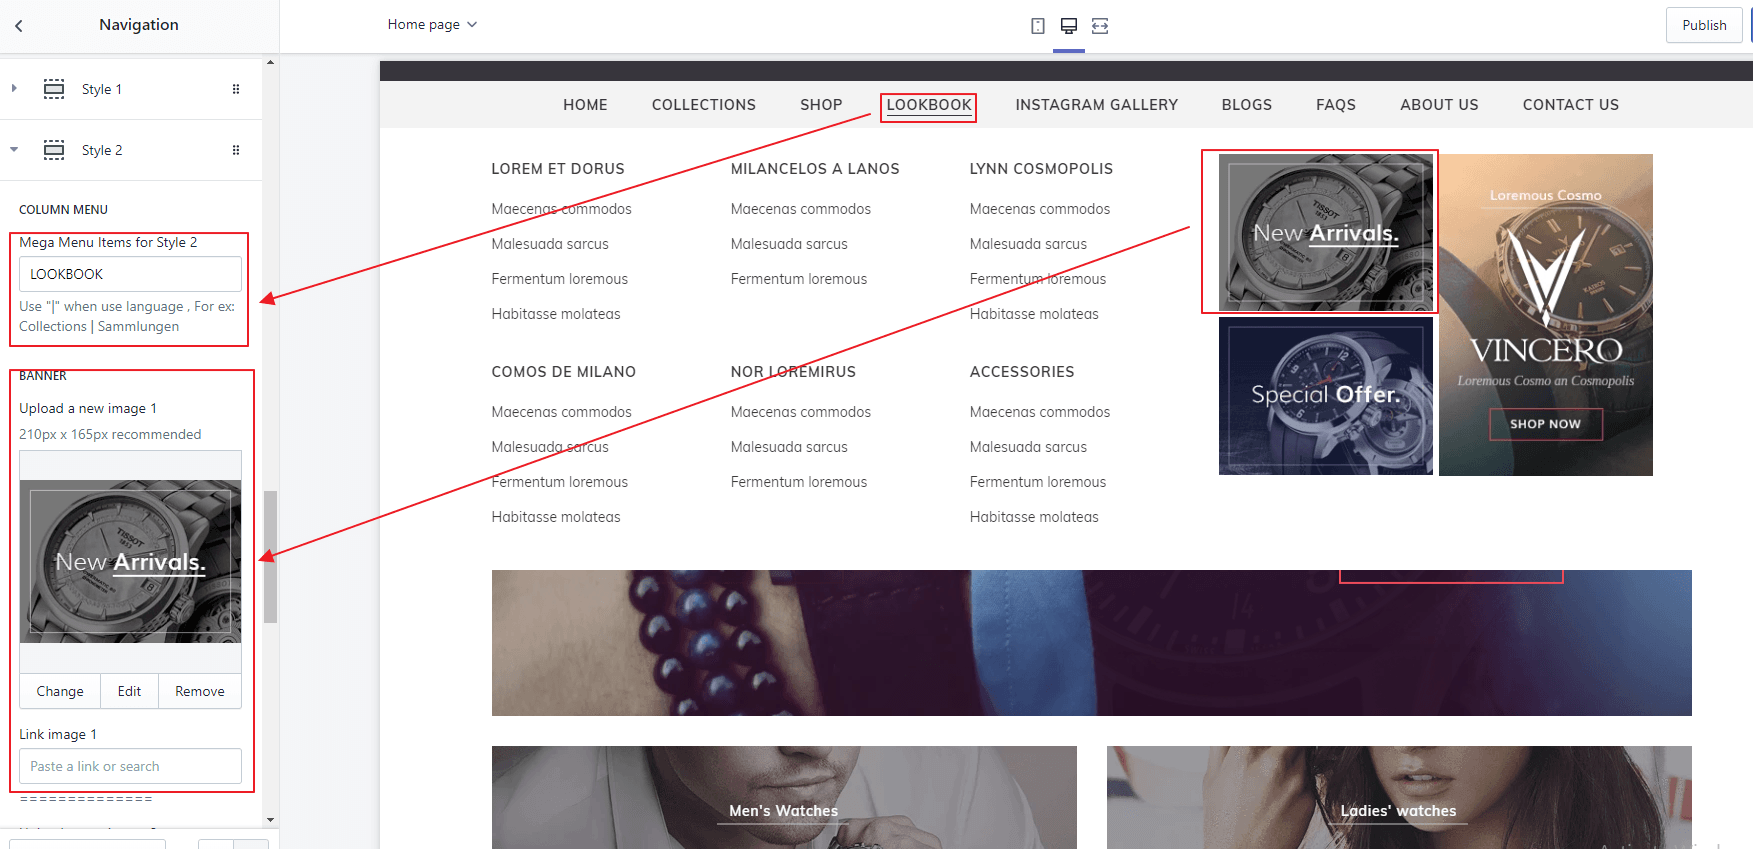 Navigation
Home page
Publish
Style 1
Style 2
COLUMN MENU
Mega Menu Items for Style 2
LOOKBOOK
Use "|" when use language , For ex:
Collections | Sammlungen
BANNER
Upload a new image 1
210px x 165px recommended
TISSOT
1853
New Arrivals.
Change Edit Remove
Link image 1
Paste a link or search
==============
HOME COLLECTIONS SHOP LOOKBOOK INSTAGRAM GALLERY BLOGS FAQS ABOUT US CONTACT US
LOREM ET DORUS
Maecenas commodos
Malesuada sarcus
Fermentum loremous
Habitasse molateas
MILANCELOS A LANOS
Maecenas commodos
Malesuada sarcus
Fermentum loremous
LYNN COSMOPOLIS
Maecenas commodos
Malesuada sarcus
Fermentum loremous
Habitasse molateas
COMOS DE MILANO
Maecenas commodos
Malesuada sarcus
Fermentum loremous
Habitasse molateas
NOR LOREMIRUS
Maecenas commodos
Malesuada sarcus
Fermentum loremous
ACCESSORIES
Maecenas commodos
Malesuada sarcus
Fermentum loremous
Habitasse molateas
TISSOT
1853
New Arrivals.
Special Offer.
Loremous Cosmo
VINCERO
Loremous Cosmo an Cosmopolis
SHOP NOW
Men's Watches
Ladies' watches